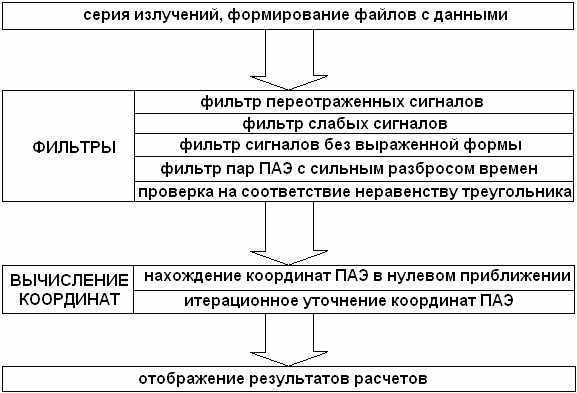 серия излучений, формирование файлов с данными
ФИЛЬТРЫ
фильтр переотраженных сигналов
фильтр слабых сигналов
фильтр сигналов без выраженной формы
фильтр пар ПАЭ с сильным разбросом времен
проверка на соответствие неравенству треугольника
ВЫЧИСЛЕНИЕ
КООРДИНАТ
нахождение координат ПАЭ в нулевом приближении
итерационное уточнение координат ПАЭ
отображение результатов расчетов